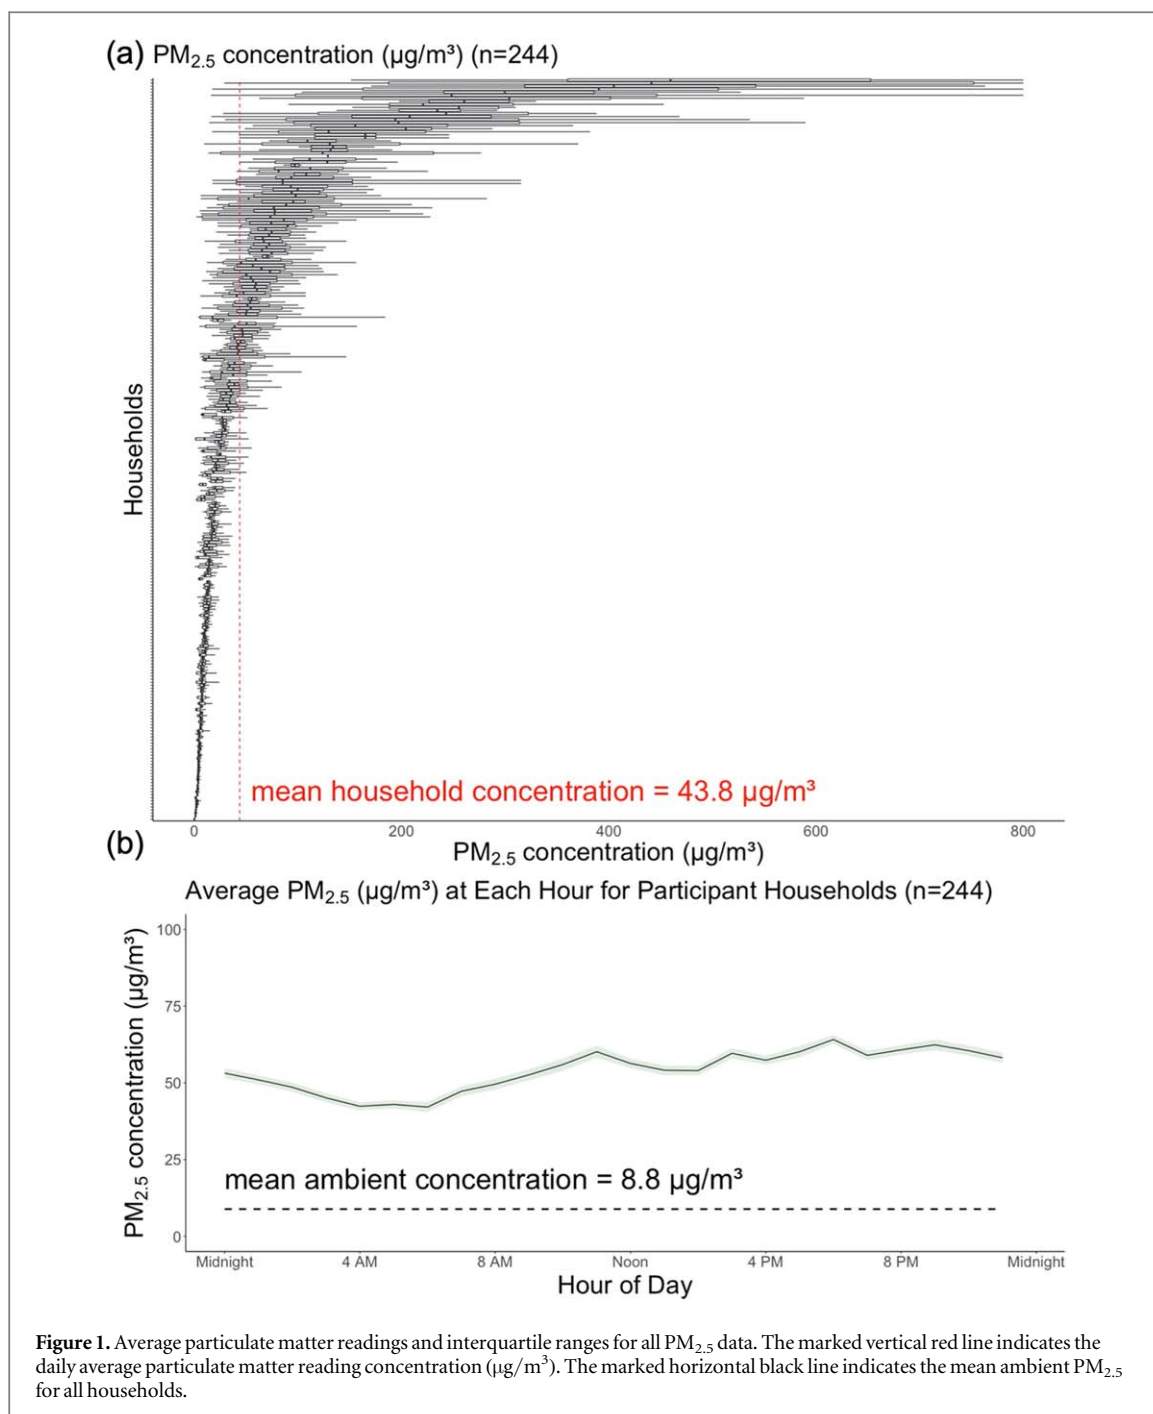 (a) PM2.5 concentration (µg/m³) (n=244)
Households
mean household concentration = 43.8 µg/m³
0 200 400 600 800
PM2.5 concentration (µg/m³)
(b)
Average PM2.5 (µg/m³) at Each Hour for Participant Households (n=244)
PM2.5 concentration (µg/m³)
100
75
50
25
0
mean ambient concentration = 8.8 µg/m³
Midnight 4 AM 8 AM Noon 4 PM 8 PM Midnight
Hour of Day
Figure 1. Average particulate matter readings and interquartile ranges for all PM2.5 data. The marked vertical red line indicates the
daily average particulate matter reading concentration (µg/m³). The marked horizontal black line indicates the mean ambient PM2.5
for all households.